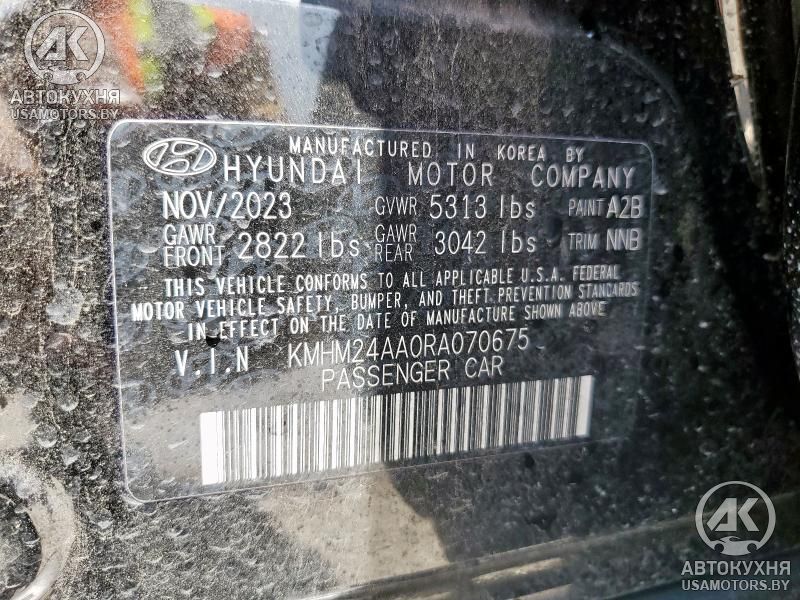 AK
АВТОКУХНЯ
USAMOTORS.BY
MANUFACTURED IN KOREA BY
HYUNDAI MOTOR COMPANY
NOV/2023 GVWR 5313 lbs PAINT A2B
GAWR FRONT 2822 lbs GAWR REAR 3042 lbs TRIM NNB
THIS VEHICLE CONFORMS TO ALL APPLICABLE U.S.A. FEDERAL
MOTOR VEHICLE SAFETY, BUMPER, AND THEFT PREVENTION STANDARDS
IN EFFECT ON THE DATE OF MANUFACTURE SHOWN ABOVE
V.I.N KMHM24AA0RA070675
PASSENGER CAR
AK
АВТОКУХНЯ
USAMOTORS.BY